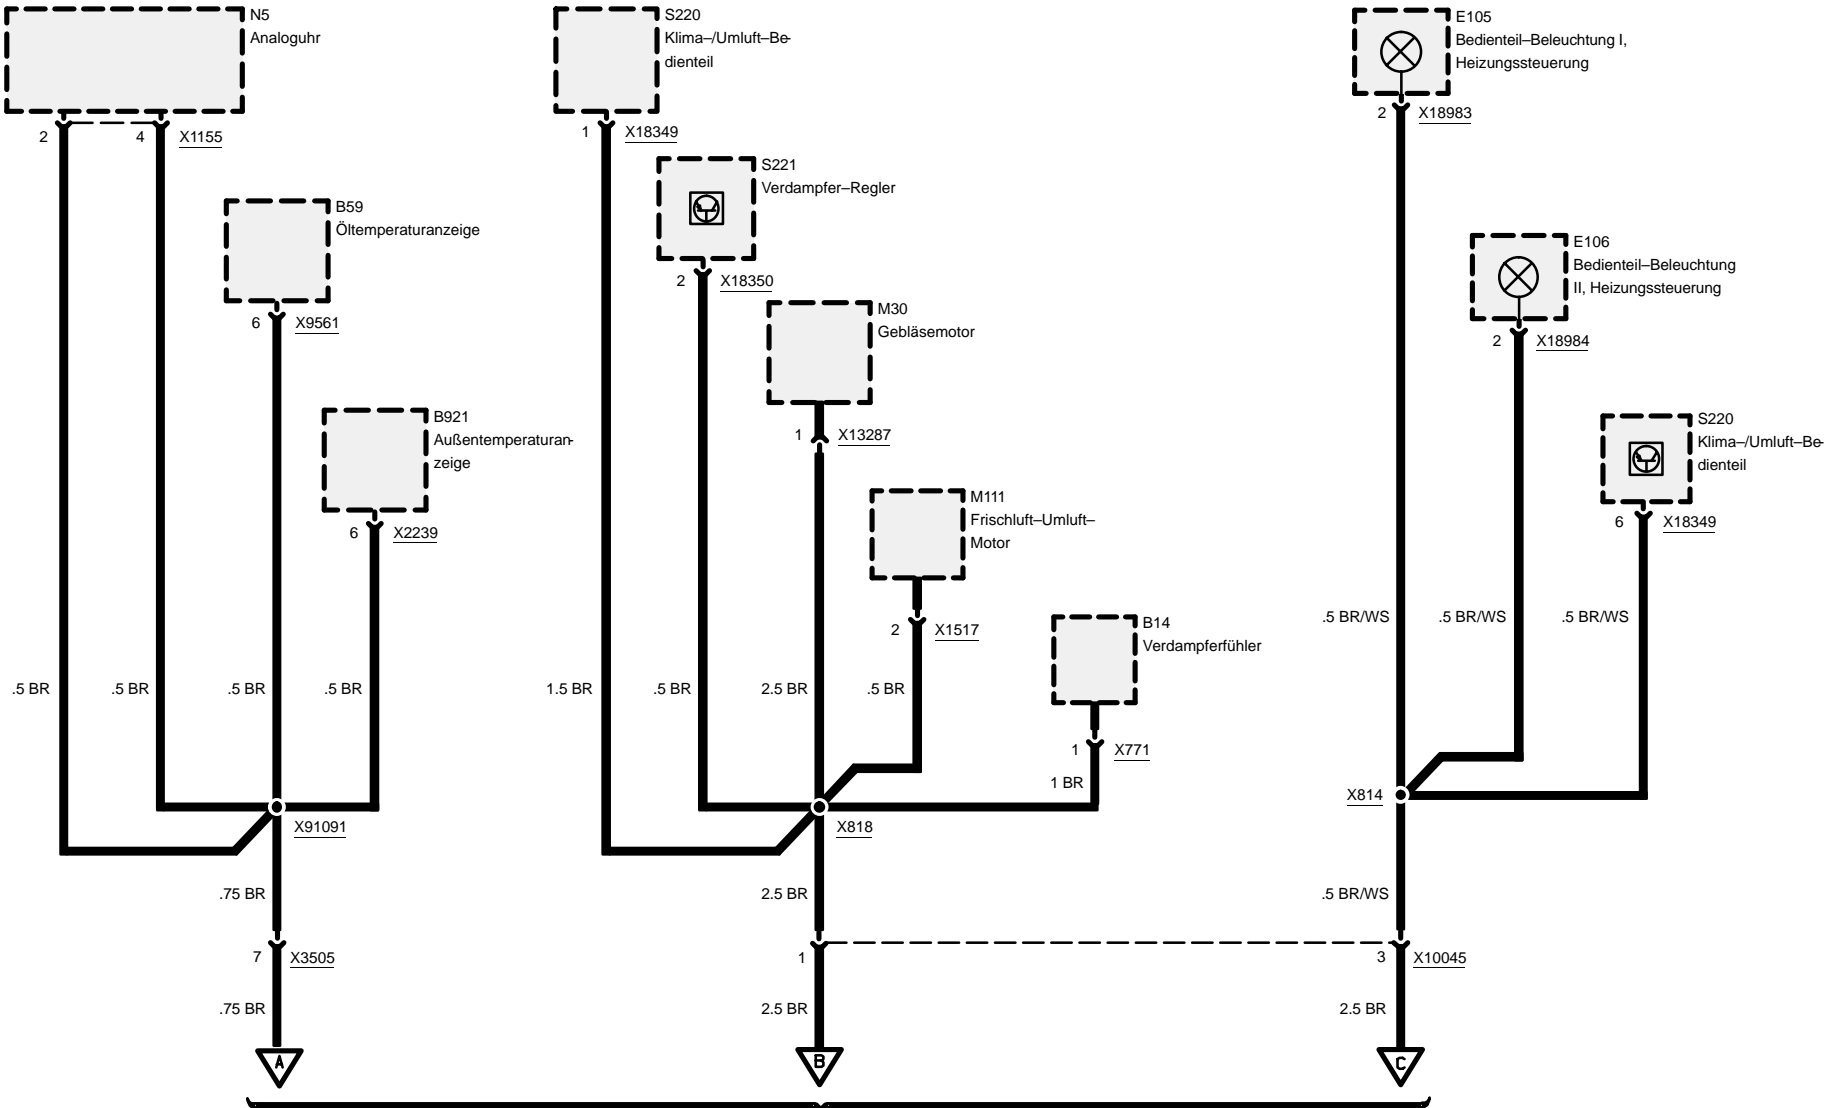 N5
Analoguhr
2
4
X1155
B59
Öltemperaturanzeige
6
X9561
B921
Außentemperaturan-
zeige
6
X2239
.5 BR
.5 BR
.5 BR
.5 BR
X91091
.75 BR
7
X3505
.75 BR
A
S220
Klima–/Umluft–Be-
dienteil
1
X18349
S221
Verdampfer–Regler
2
X18350
M30
Gebläsemotor
1
X13287
M111
Frischluft–Umluft–
Motor
2
X1517
B14
Verdampferfühler
1
X771
1 BR
1.5 BR
.5 BR
2.5 BR
.5 BR
X818
2.5 BR
1
2.5 BR
B
E105
Bedienteil–Beleuchtung I,
Heizungssteuerung
2
X18983
E106
Bedienteil–Beleuchtung
II, Heizungssteuerung
2
X18984
S220
Klima–/Umluft–Be-
dienteil
6
X18349
.5 BR/WS
.5 BR/WS
.5 BR/WS
X814
.5 BR/WS
3
X10045
2.5 BR
C